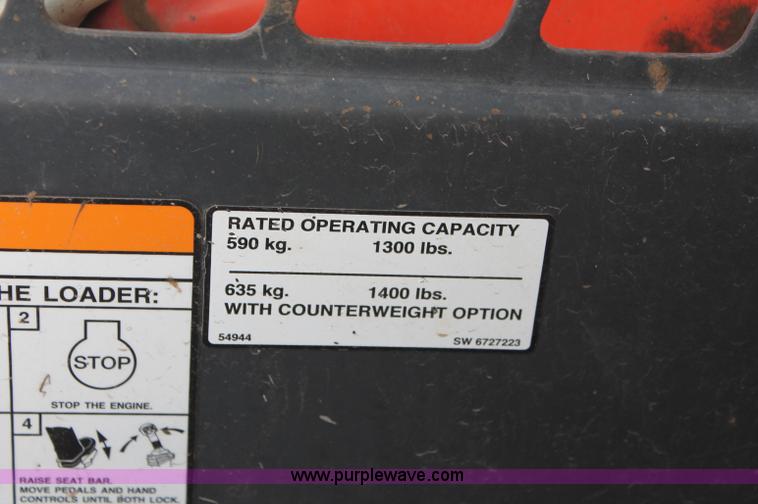 RATED OPERATING CAPACITY
590 kg. 1300 lbs.
635 kg. 1400 lbs.
WITH COUNTERWEIGHT OPTION
54944 SW 6727223
HE LOADER:
2
STOP
STOP THE ENGINE.
4
RAISE SEAT BAR.
MOVE PEDALS AND HAND
CONTROLS UNTIL BOTH LOCK.
www.purplewave.com